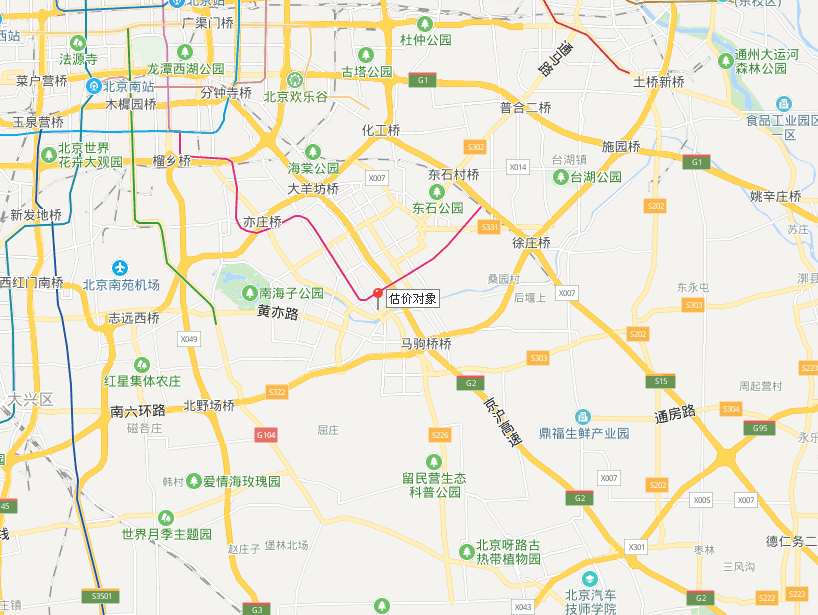 北京站
(东校区)
广渠门桥
西站
杜仲公园
法源寺
龙潭西湖公园
通马路
通州大运河
森林公园
古塔公园
菜户营桥
北京南站
G1
土桥新桥
分钟寺桥
北京欢乐谷
木樨园桥
普合二桥
食品工业园区
一区
玉泉营桥
化工桥
北京世界
花卉大观园
榴乡桥
S302
施园桥
海棠公园
X014
台湖镇
G1
东石村桥
X007
台湖公园
大羊坊桥
东石公园
姚辛庄桥
S202
新发地桥
亦庄桥
S331
苏庄
徐庄桥
北京南苑机场
桑园村
漷县
西红门南桥
东永屯
南海子公园
估价对象
后堰上
X007
S303
黄亦路
志远西桥
X049
马驹桥桥
S202
S303
红星集体农庄
S223
G2
S15
周起营村
大兴区
S322
南六环路
北野场桥
京沪高速
S304
通房路
磁各庄
屈庄
鼎福生鲜产业园
G95
G104
S226
永乐
留民营生态
科普公园
韩村
爱情海玫瑰园
X007
S202
G2
X005
X007
45
世界月季主题园
线
赵庄子
堡林北场
北京呀路古
热带植物园
X301
枣林
德仁务二
三风沟
北京汽车
技师学院
S3501
庄镇
G3
X043
G2
S222
S223